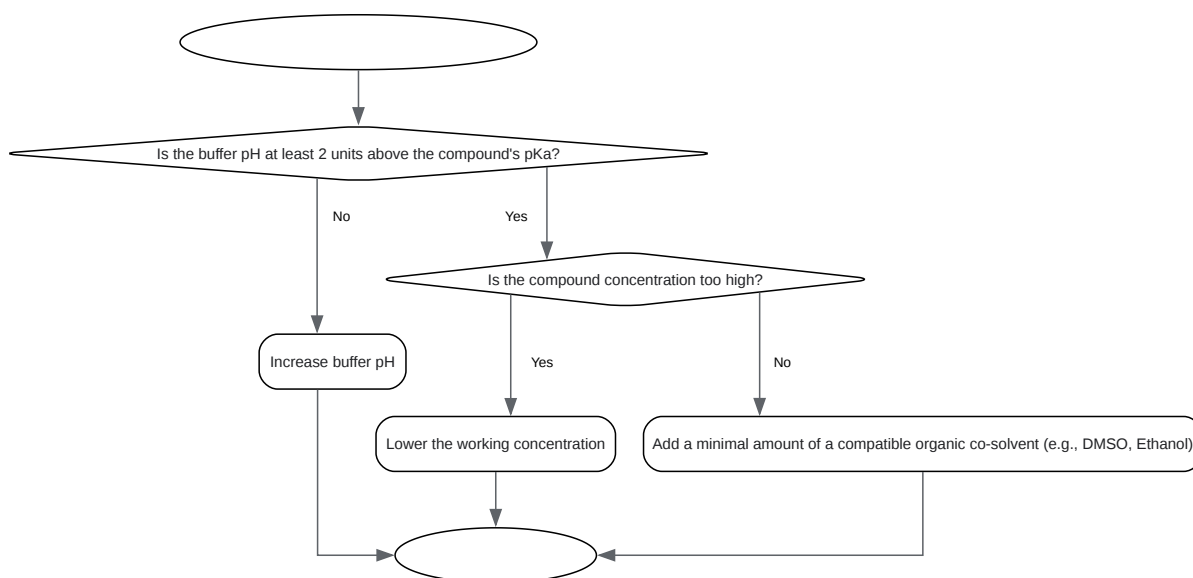 Is the buffer pH at least 2 units above the compound's pKa?
No
Yes
Is the compound concentration too high?
Increase buffer pH
Yes
No
Lower the working concentration
Add a minimal amount of a compatible organic co-solvent (e.g., DMSO, Ethanol)